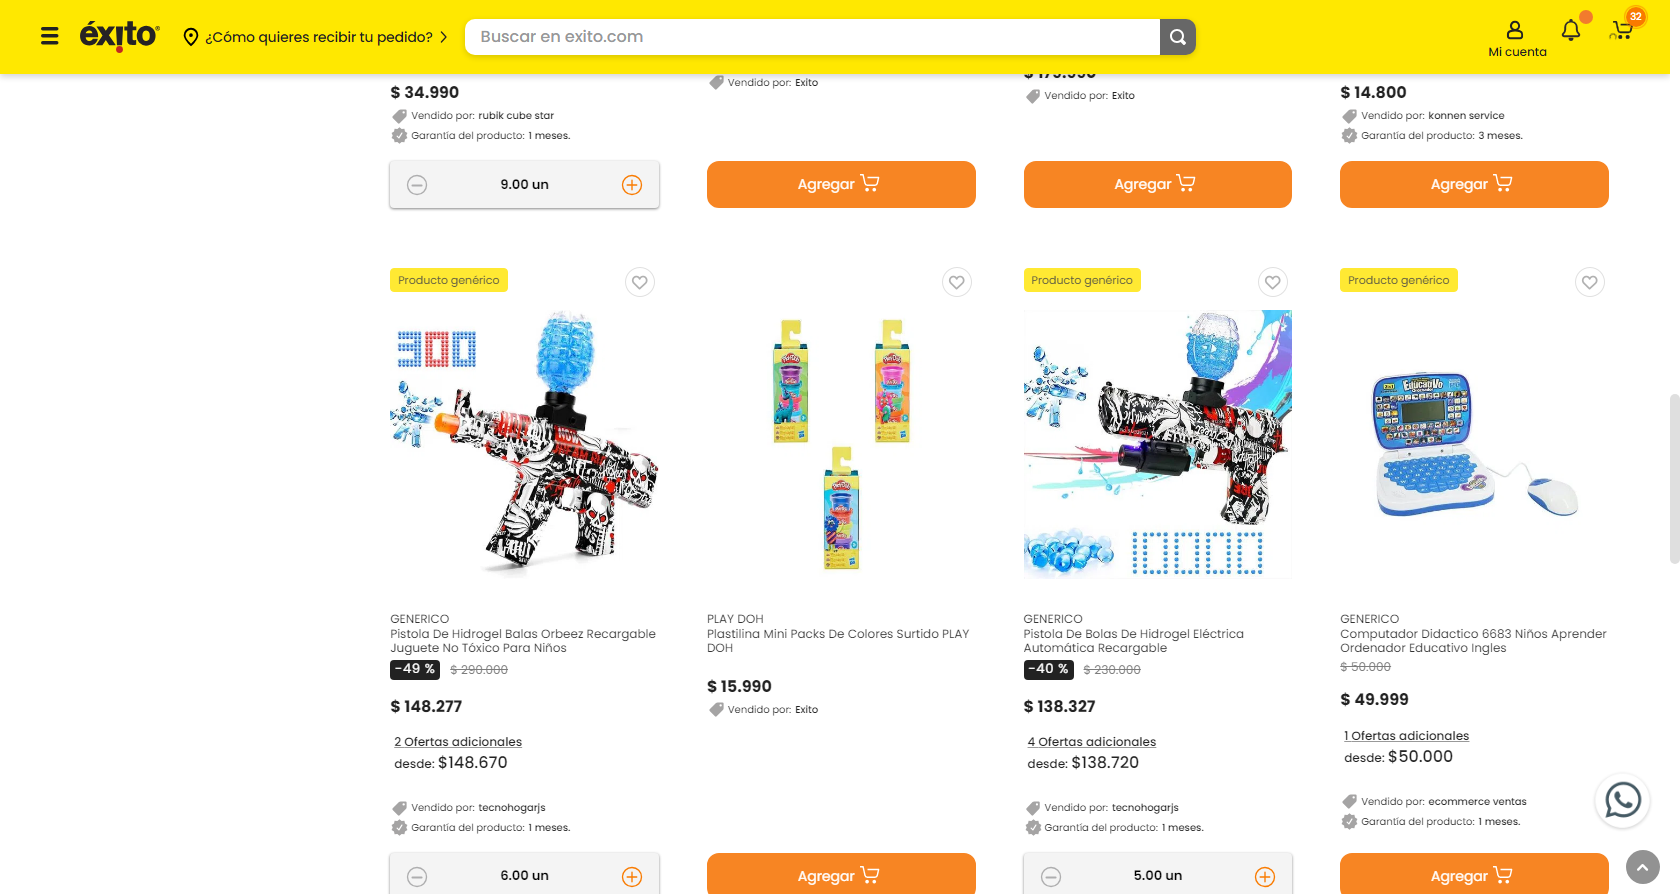 éxito
¿Cómo quieres recibir tu pedido?
Buscar en exito.com
Mi cuenta
32
$ 34.990
Vendido por: rubik cube star
Garantía del producto: 1 meses.
9.00 un
Vendido por: Exito
Agregar
$ 179.990
Vendido por: Exito
Agregar
$ 14.800
Vendido por: konnen service
Garantía del producto: 3 meses.
Agregar
Producto genérico
300
GENERICO
Pistola De Hidrogel Balas Orbeez Recargable
Juguete No Tóxico Para Niños
-49 % $ 290.000
$ 148.277
2 Ofertas adicionales
desde: $148.670
Vendido por: tecnohogarjs
Garantía del producto: 1 meses.
6.00 un
PLAY DOH
Plastilina Mini Packs De Colores Surtido PLAY
DOH
$ 15.990
Vendido por: Exito
Agregar
Producto genérico
10000
GENERICO
Pistola De Bolas De Hidrogel Eléctrica
Automática Recargable
-40 % $ 230.000
$ 138.327
4 Ofertas adicionales
desde: $138.720
Vendido por: tecnohogarjs
Garantía del producto: 1 meses.
5.00 un
Producto genérico
Educativo
GENERICO
Computador Didactico 6683 Niños Aprender
Ordenador Educativo Ingles
$ 50.000
$ 49.999
1 Ofertas adicionales
desde: $50.000
Vendido por: ecommerce ventas
Garantía del producto: 1 meses.
Agregar